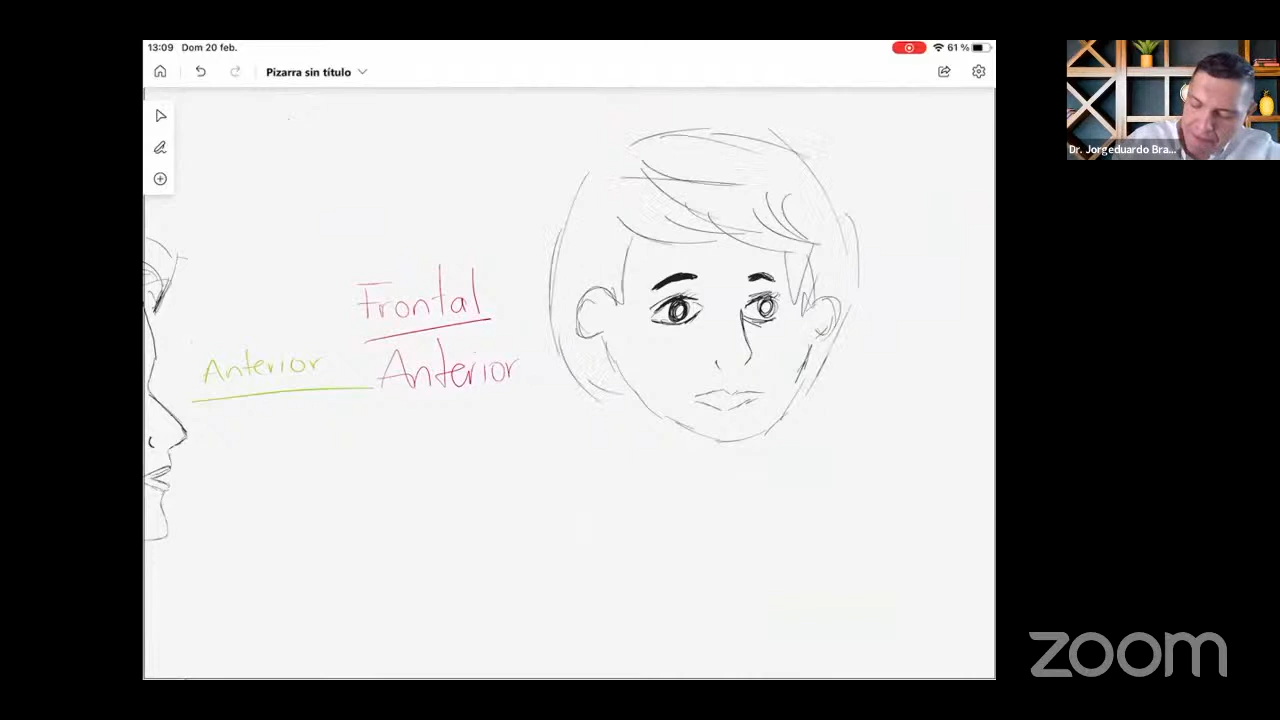 13:09 Dom 20 feb. 61 %
Pizarra sin título
Dr. Jorgeduardo Bra...
Frontal
Anterior
Anterior
zoom